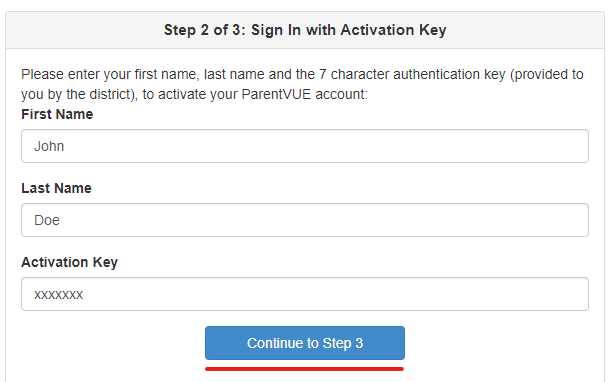 Step 2 of 3: Sign In with Activation Key
Please enter your first name, last name and the 7 character authentication key (provided to
you by the district), to activate your ParentVUE account:
First Name
John
Last Name
Doe
Activation Key
xxxxxxx
Continue to Step 3